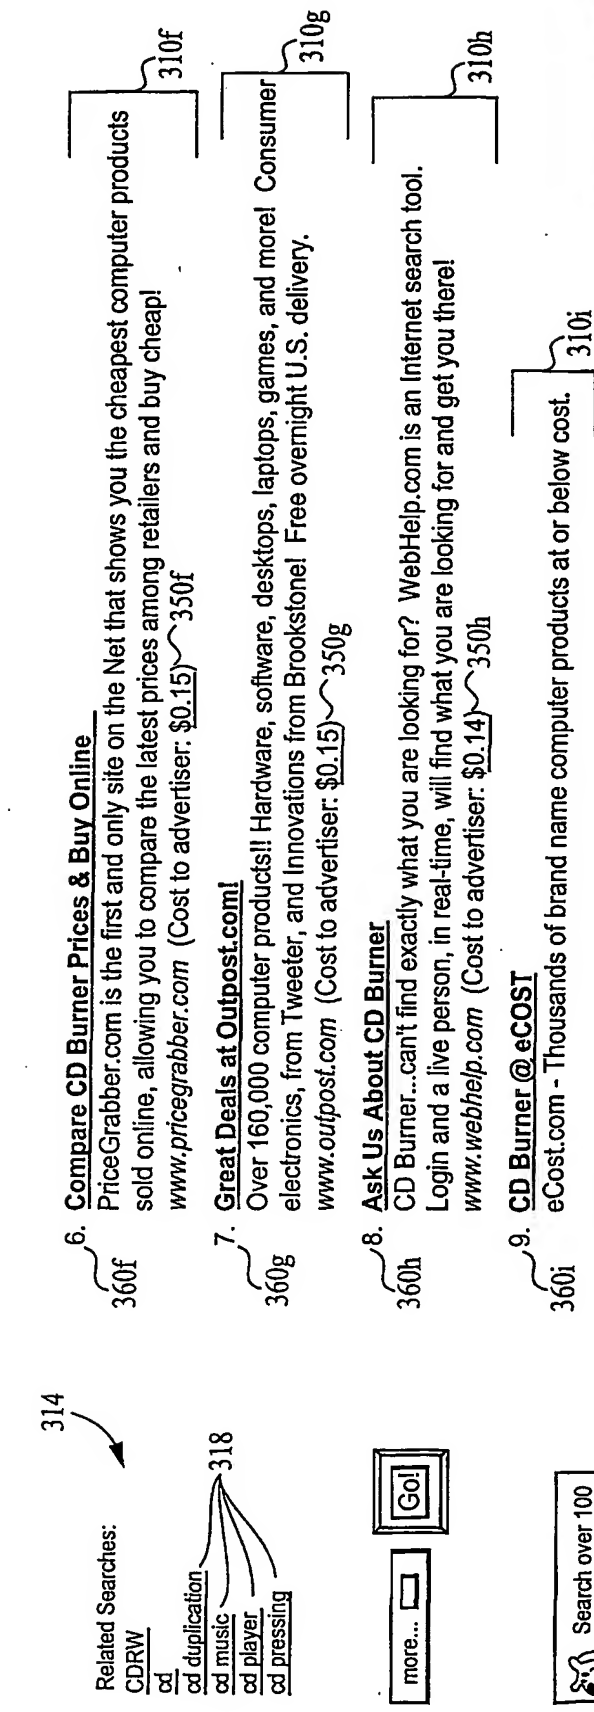 314
Related Searches:
CDRW
cd
cd duplication
cd music
cd player
cd pressing
318
more...
Go!
Search over 100
6. Compare CD Burner Prices & Buy Online
PriceGrabber.com is the first and only site on the Net that shows you the cheapest computer products
sold online, allowing you to compare the latest prices among retailers and buy cheap!
www.pricegrabber.com (Cost to advertiser: $0.15)
350f
360f
310f
7. Great Deals at Outpost.com!
Over 160,000 computer products!! Hardware, software, desktops, laptops, games, and more! Consumer
electronics, from Tweeter, and Innovations from Brookstone! Free overnight U.S. delivery.
www.outpost.com (Cost to advertiser: $0.15)
350g
360g
310g
8. Ask Us About CD Burner
CD Burner...can't find exactly what you are looking for? WebHelp.com is an Internet search tool.
Login and a live person, in real-time, will find what you are looking for and get you there!
www.webhelp.com (Cost to advertiser: $0.14)
350h
360h
310h
9. CD Burner @ eCOST
eCost.com - Thousands of brand name computer products at or below cost.
360i
310i